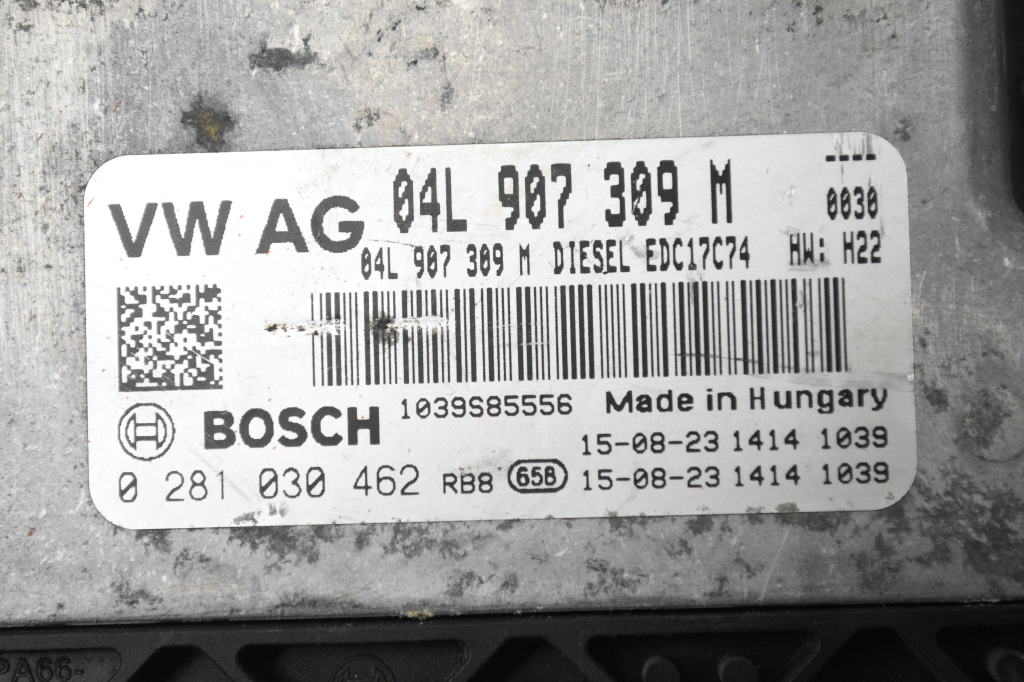 VW AG 04L 907 309 M ----
0030
04L 907 309 M DIESEL EDC17C74 HW: H22
BOSCH 1039S85556 Made in Hungary
15-08-23 1414 1039
0 281 030 462 RB8 658 15-08-23 1414 1039
PA66-